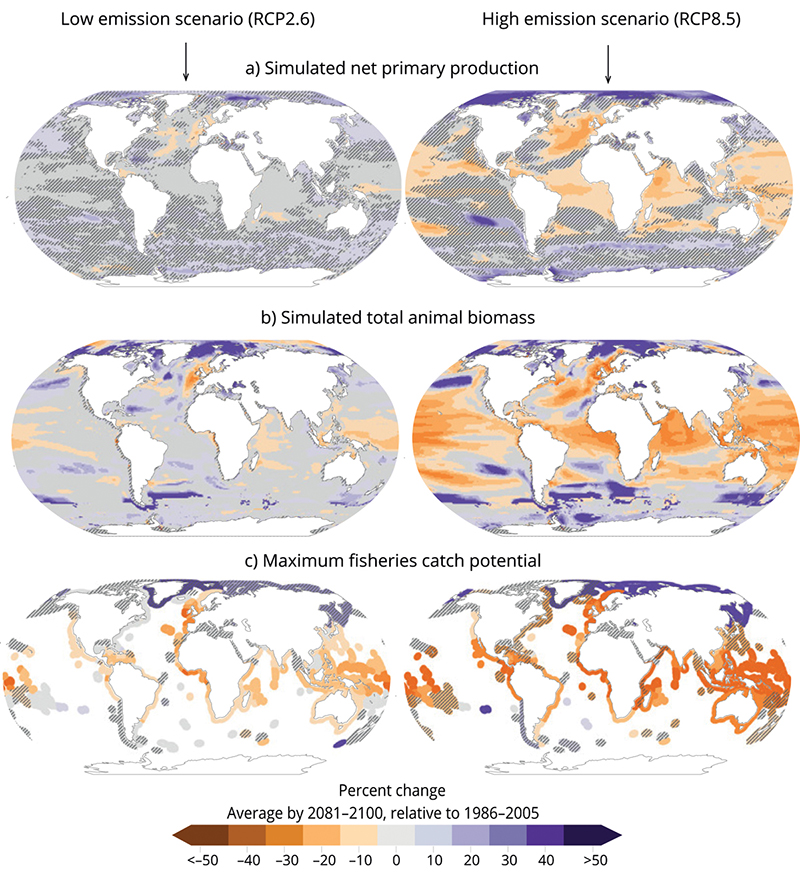 Low emission scenario (RCP2.6) High emission scenario (RCP8.5)
a) Simulated net primary production
b) Simulated total animal biomass
c) Maximum fisheries catch potential
Percent change
Average by 2081–2100, relative to 1986–2005
<–50 –40 –30 –20 –10 0 10 20 30 40 >50